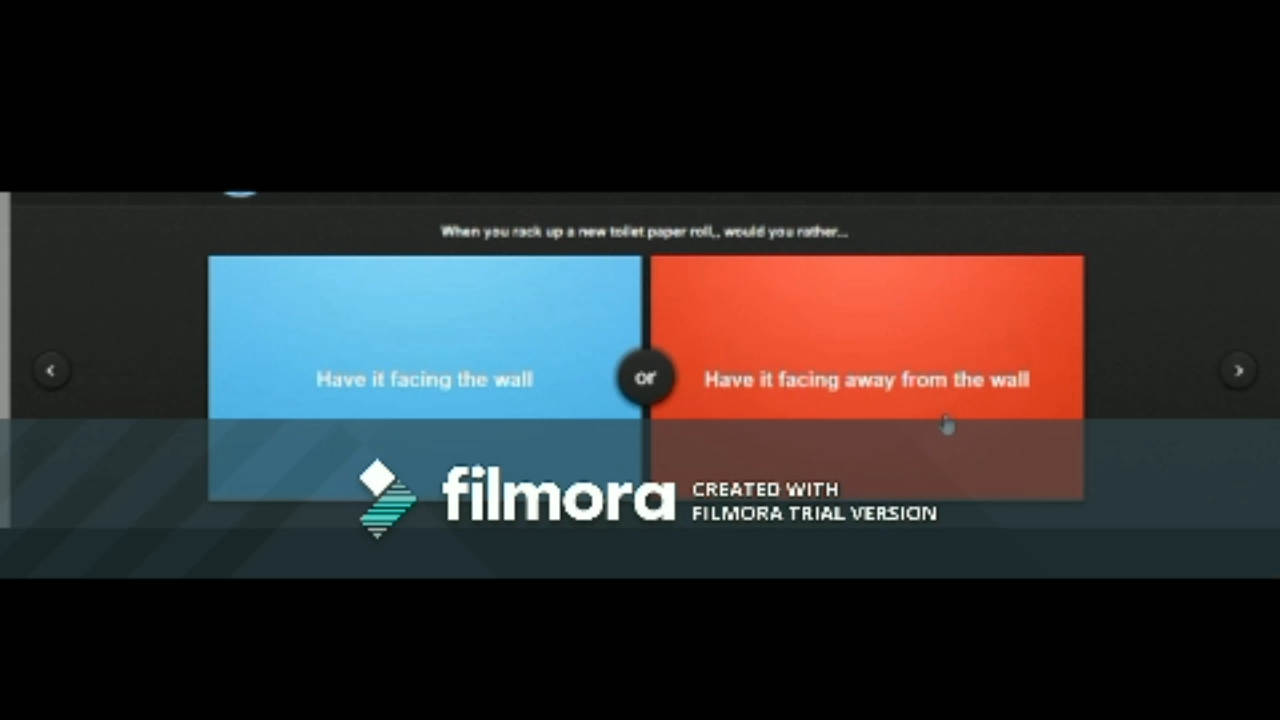 When you rack up a new toilet paper roll,, would you rather...
Have it facing the wall
or
Have it facing away from the wall
filmora
CREATED WITH
FILMORA TRIAL VERSION